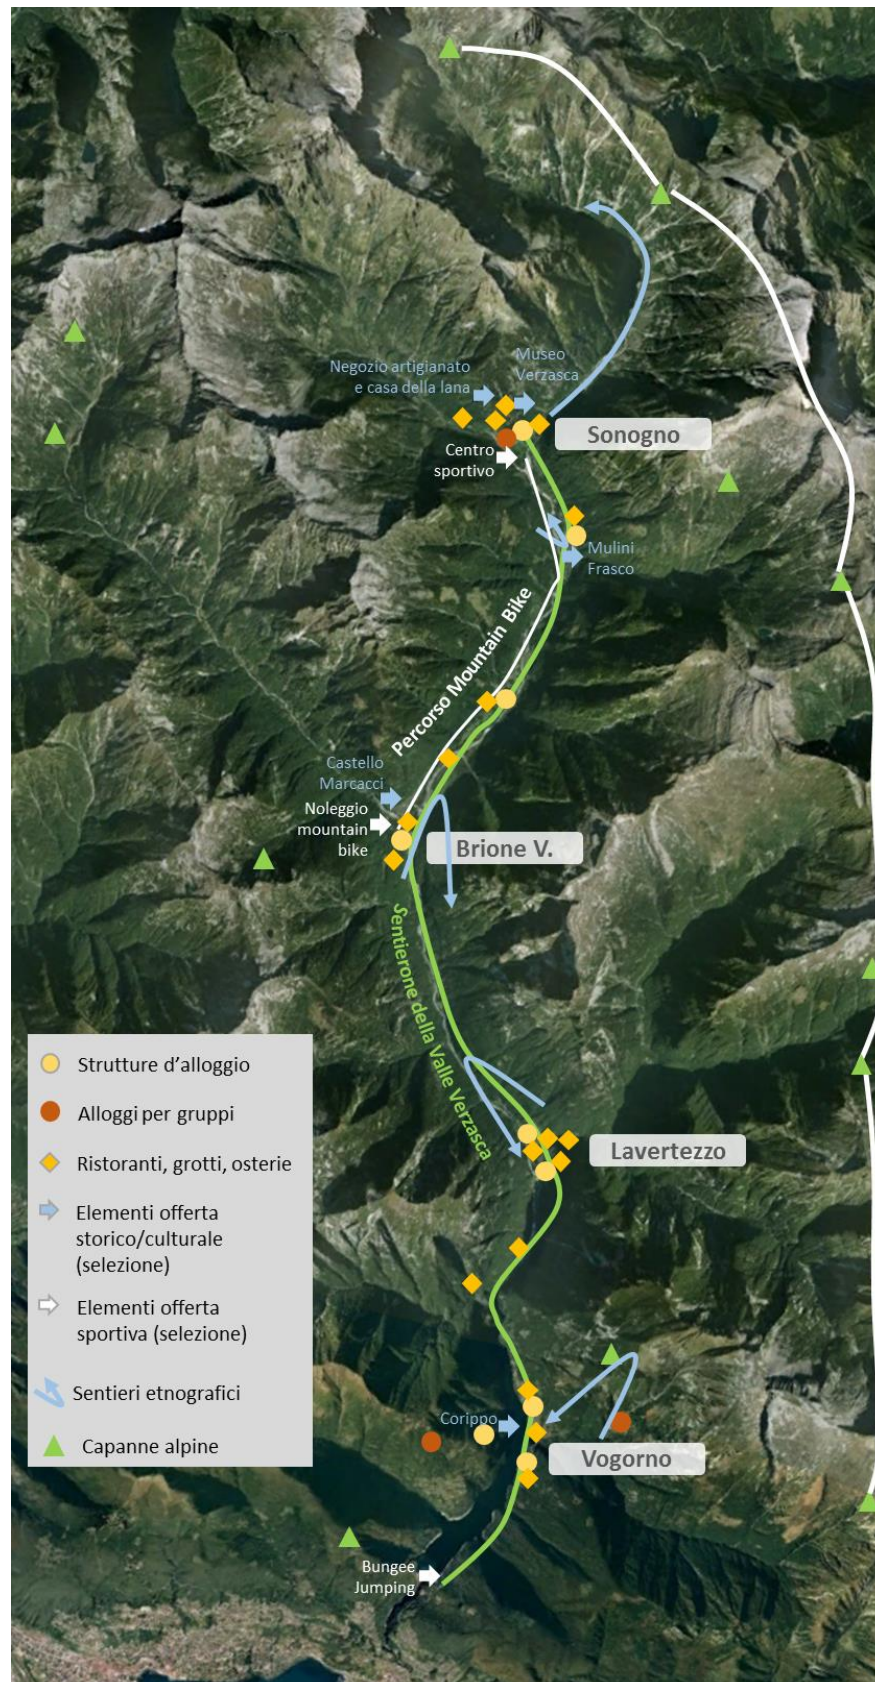 Museo
Verzasca
Negozio artigianato
e casa della lana
Sonogno
Centro
sportivo
Mulini
Frasco
Percorso Mountain Bike
Castello
Marcacci
Noleggio
mountain
bike
Brione V.
Sentierone della Valle Verzasca
Lavertezzo
Corippo
Vogorno
Bungee
Jumping
Strutture d'alloggio
Alloggi per gruppi
Ristoranti, grotti, osterie
Elementi offerta
storico/culturale
(selezione)
Elementi offerta
sportiva (selezione)
Sentieri etnografici
Capanne alpine